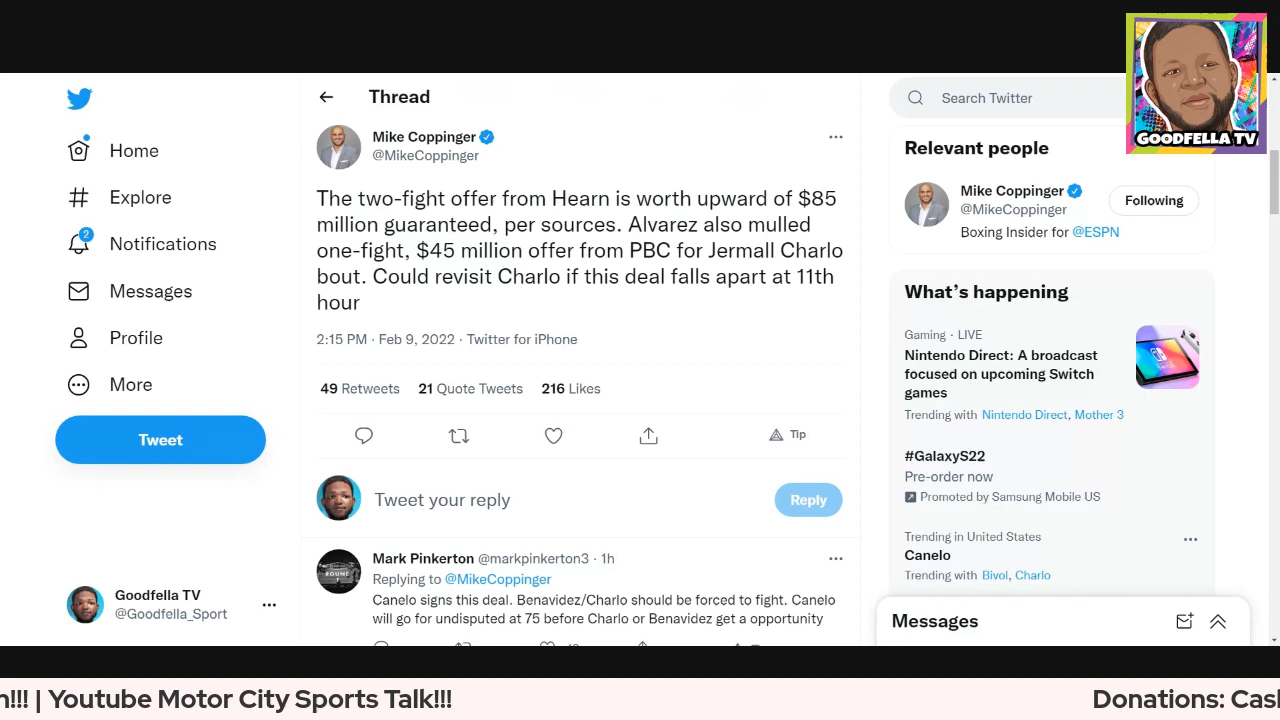 GOODFELLA TV
Home
Explore
2
Notifications
Messages
Profile
More
Tweet
Goodfella TV
@Goodfella_Sport
Thread
Mike Coppinger
@MikeCoppinger
The two-fight offer from Hearn is worth upward of $85
million guaranteed, per sources. Alvarez also mulled
one-fight, $45 million offer from PBC for Jermall Charlo
bout. Could revisit Charlo if this deal falls apart at 11th
hour
2:15 PM · Feb 9, 2022 · Twitter for iPhone
49 Retweets 21 Quote Tweets 216 Likes
Tip
Tweet your reply
Reply
Mark Pinkerton @markpinkerton3 · 1h
Replying to @MikeCoppinger
Canelo signs this deal. Benavidez/Charlo should be forced to fight. Canelo
will go for undisputed at 75 before Charlo or Benavidez get a opportunity
Search Twitter
Relevant people
Mike Coppinger
@MikeCoppinger
Following
Boxing Insider for @ESPN
What's happening
Gaming · LIVE
Nintendo Direct: A broadcast
focused on upcoming Switch
games
Trending with Nintendo Direct, Mother 3
#GalaxyS22
Pre-order now
Promoted by Samsung Mobile US
Trending in United States
Canelo
Trending with Bivol, Charlo
Messages
!!! | Youtube Motor City Sports Talk!!!
Donations: